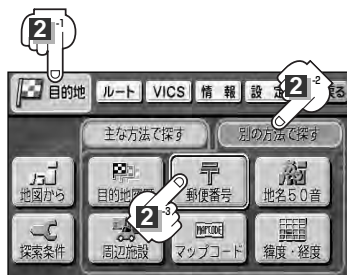 2-1
目的地 ルート VICS 情報 設定 戻る
2-2
主な方法で探す 別の方法で探す
地図から 目的地履歴 〒 郵便番号 地名50音
2-3
探索条件 周辺施設 MAPCODE マップコード 緯度・経度